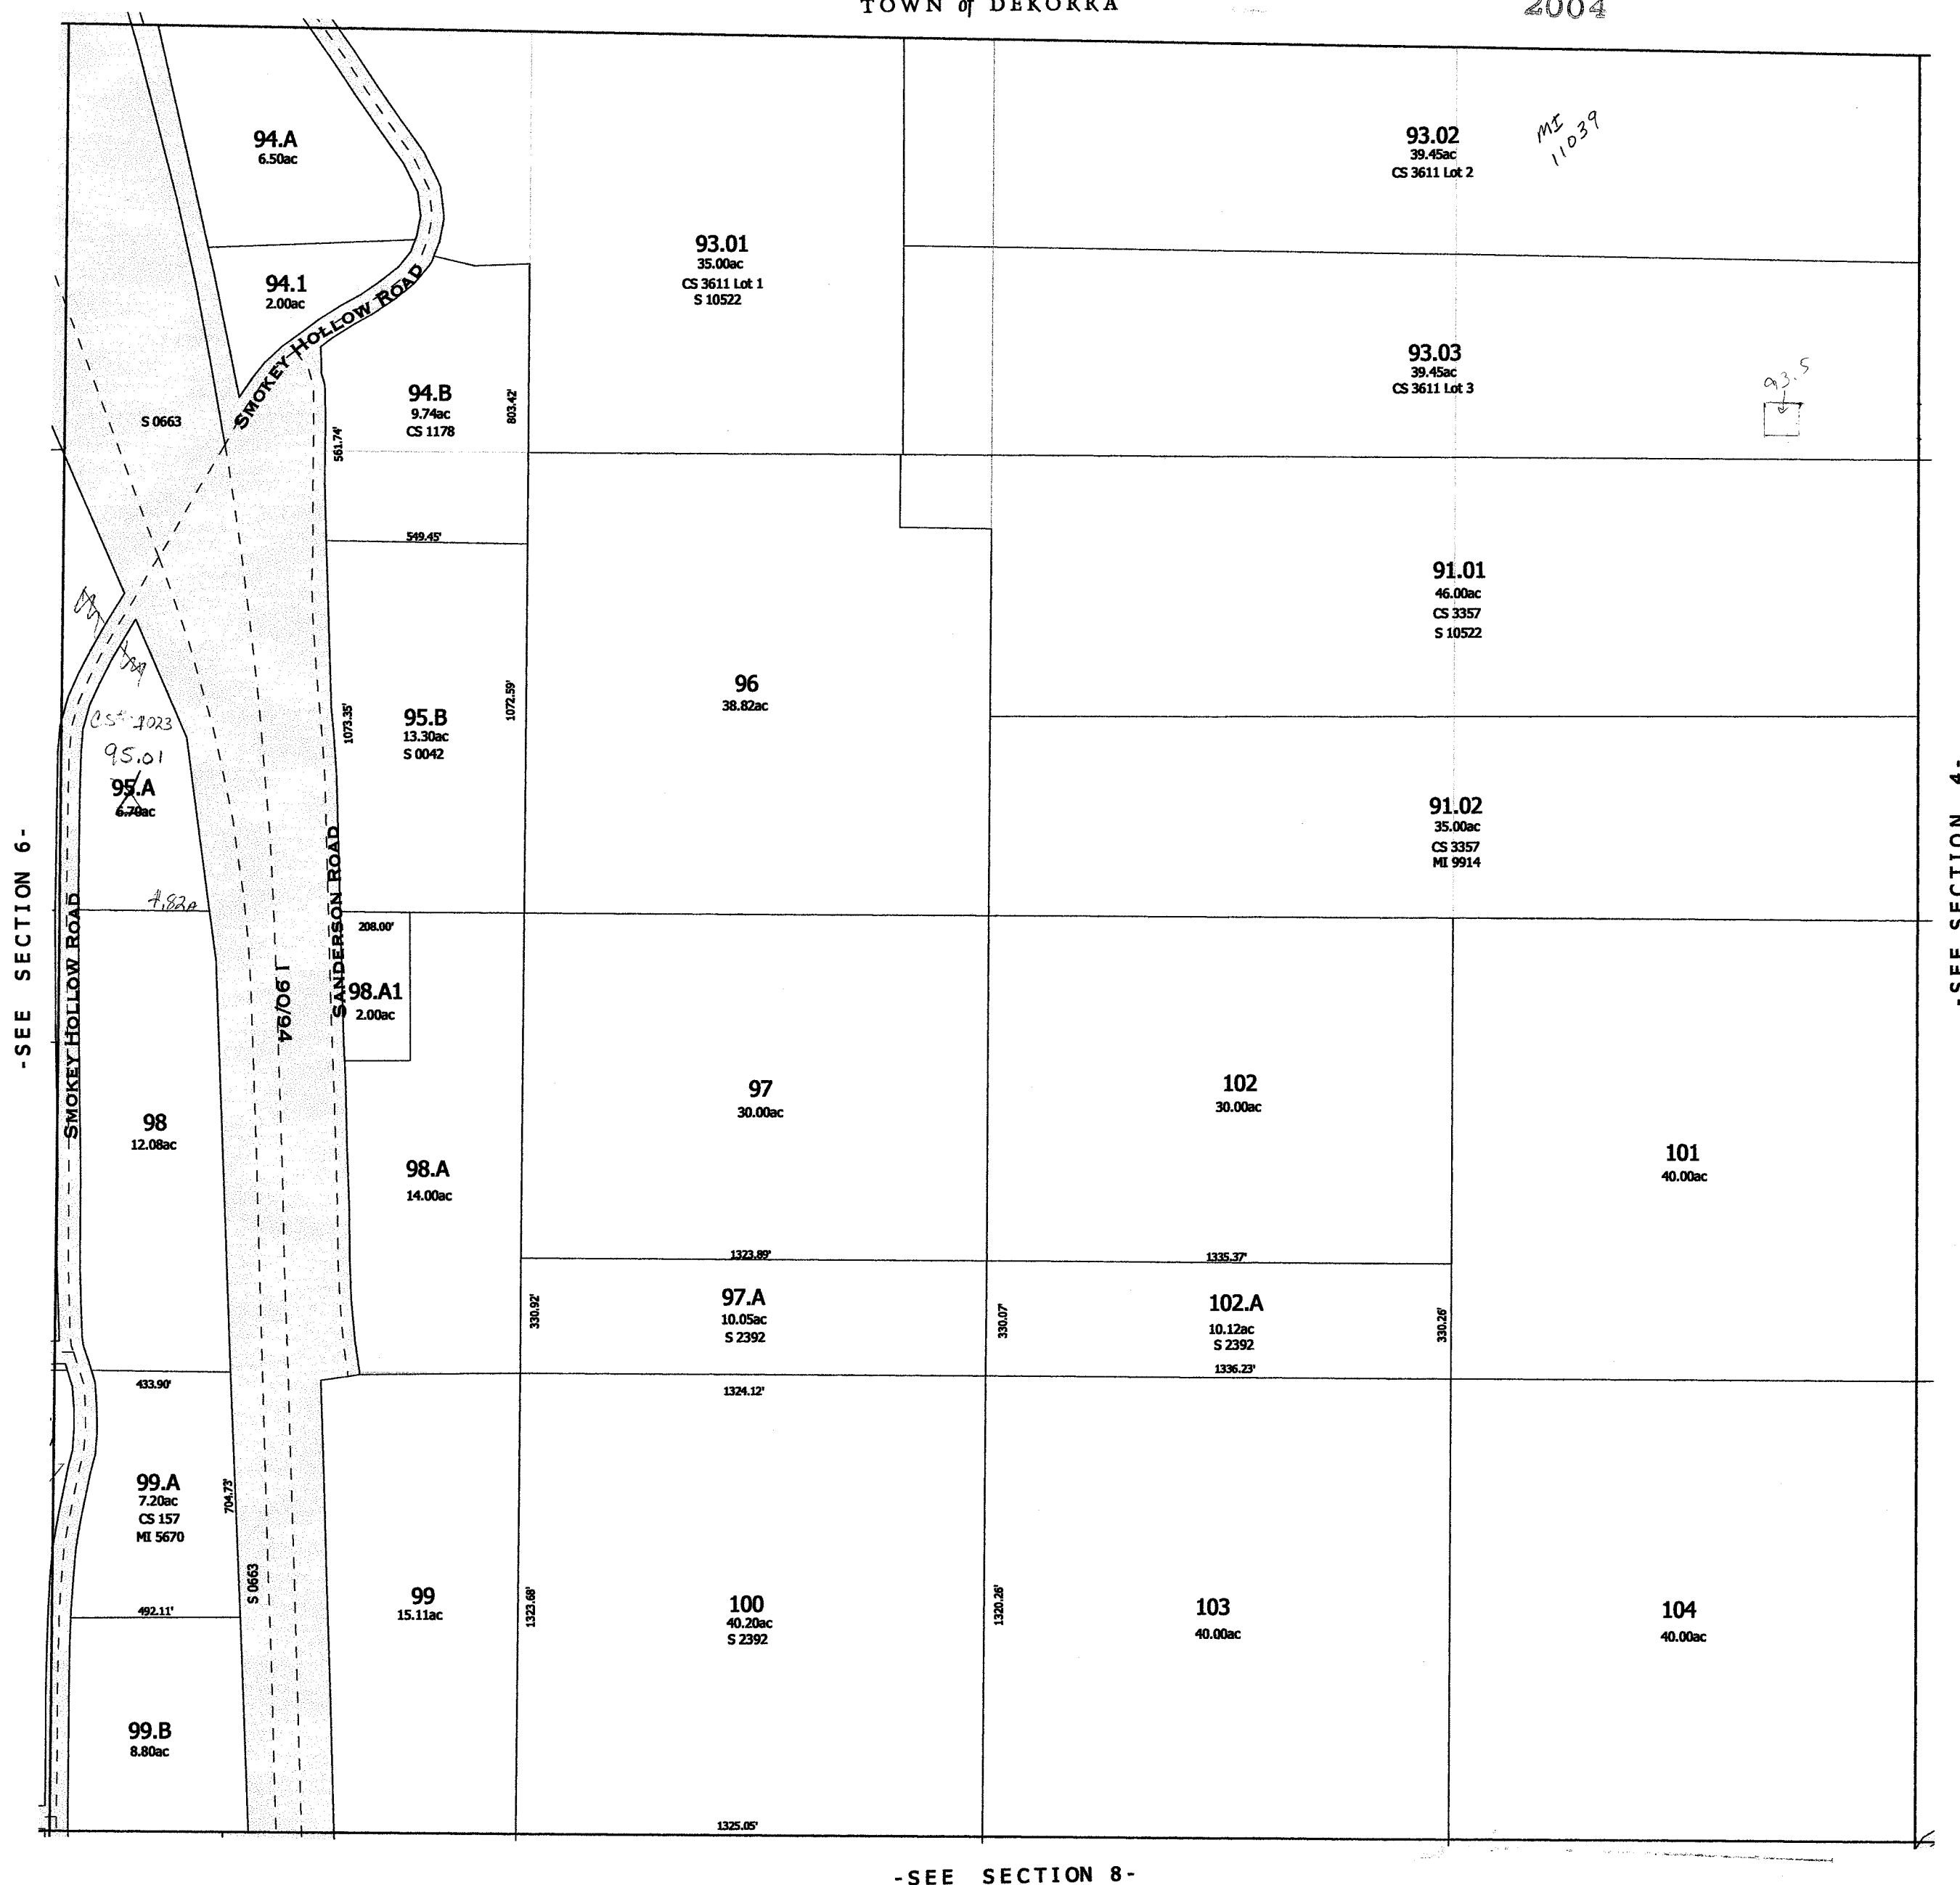 TOWN of DEKORRA
2004
94.A
6.50ac
93.02
39.45ac
CS 3611 Lot 2
MI
11039
93.01
35.00ac
CS 3611 Lot 1
S 10522
94.1
2.00ac
SMOKEY HOLLOW ROAD
93.03
39.45ac
CS 3611 Lot 3
93.5
S 0663
94.B
9.74ac
CS 1178
803.42'
561.74'
549.45'
91.01
46.00ac
CS 3357
S 10522
96
38.82ac
1072.59'
1073.35'
95.B
13.30ac
S 0042
95.01
95.A
6.70ac
91.02
35.00ac
CS 3357
MI 9914
-SEE SECTION 6-
-SEE SECTION 4-
SMOKEY HOLLOW ROAD
I 90/94
SANDERSON ROAD
208.00'
98.A1
2.00ac
97
30.00ac
102
30.00ac
98
12.08ac
98.A
14.00ac
101
40.00ac
1323.89'
1335.37'
330.92'
97.A
10.05ac
S 2392
330.07'
102.A
10.12ac
S 2392
330.26'
433.90'
1324.12'
1336.23'
99.A
7.20ac
CS 157
MI 5670
704.73'
S 0663
492.11'
99
15.11ac
1323.68'
100
40.20ac
S 2392
1320.26'
103
40.00ac
104
40.00ac
99.B
8.80ac
1325.05'
-SEE SECTION 8-